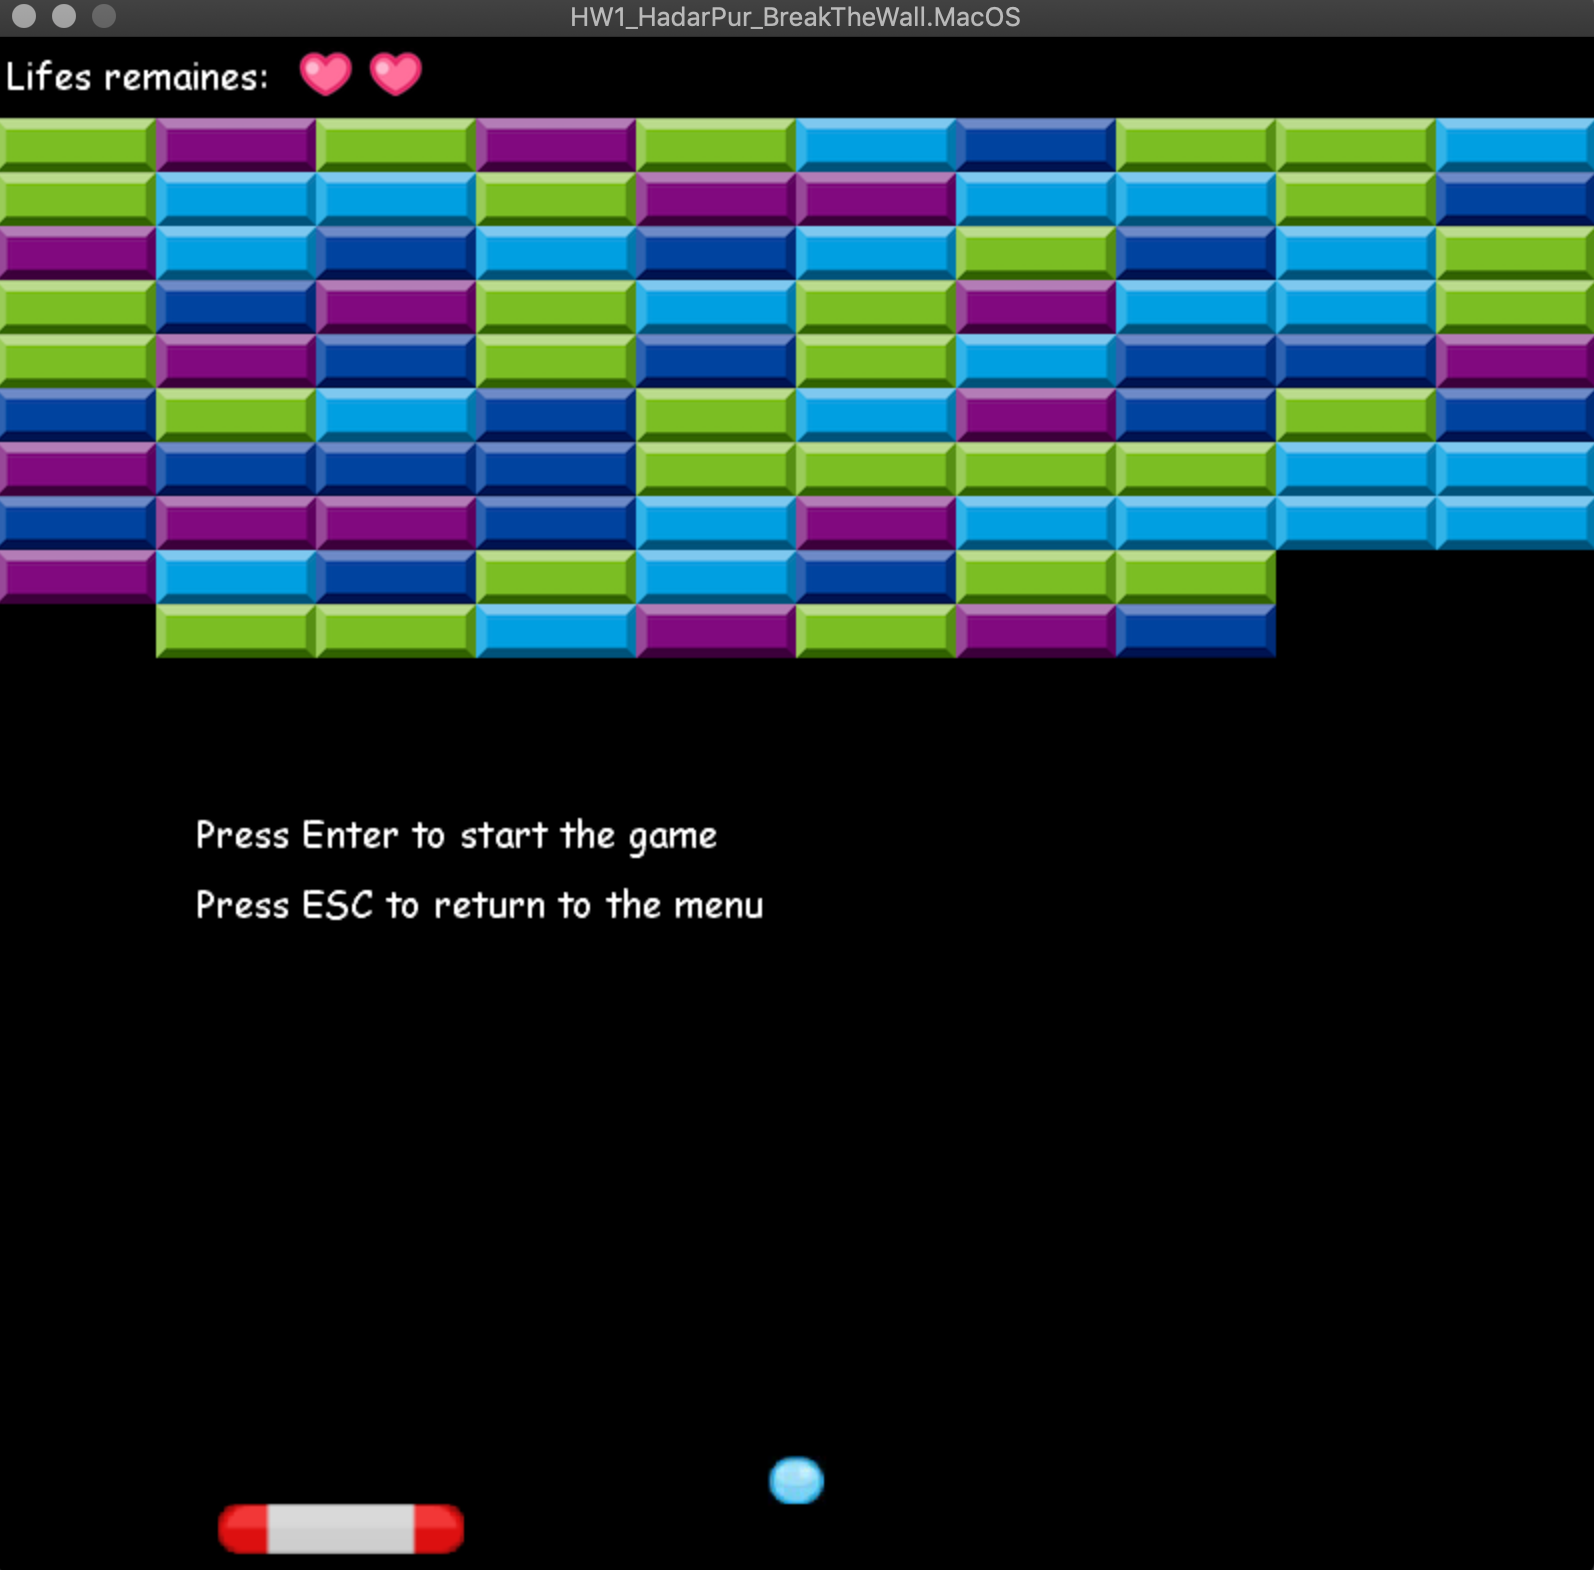 HW1_HadarPur_BreakTheWall.MacOS
Lifes remaines:
Press Enter to start the game
Press ESC to return to the menu